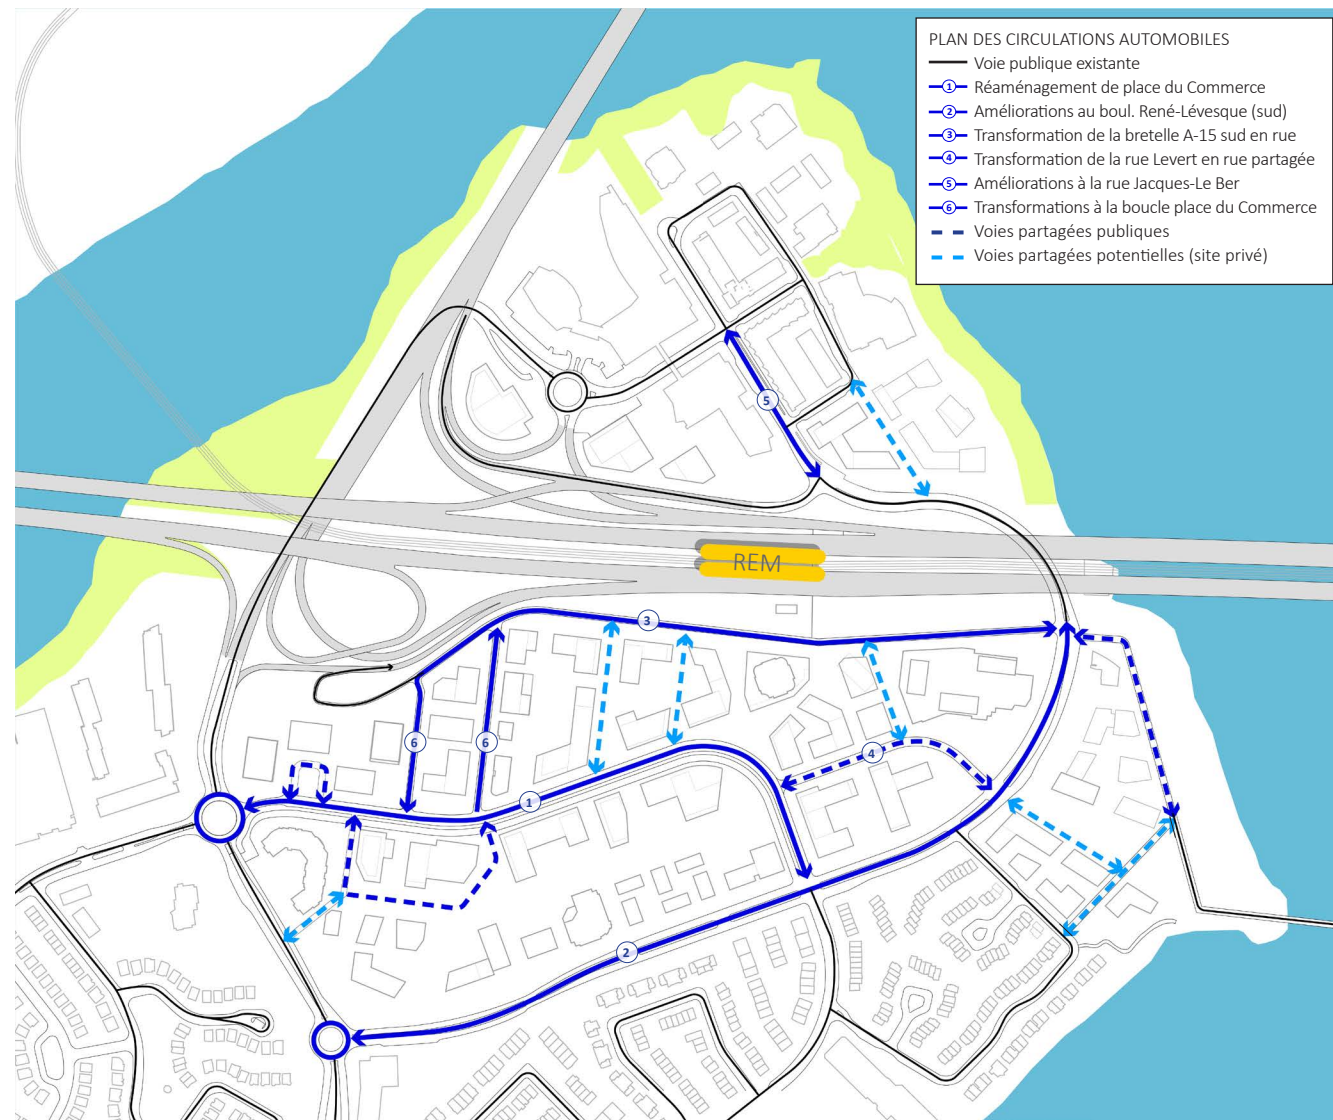 PLAN DES CIRCULATIONS AUTOMOBILES
Voie publique existante
1 Réaménagement de place du Commerce
2 Améliorations au boul. René-Lévesque (sud)
3 Transformation de la bretelle A-15 sud en rue
4 Transformation de la rue Levert en rue partagée
5 Améliorations à la rue Jacques-Le Ber
6 Transformations à la boucle place du Commerce
Voies partagées publiques
Voies partagées potentielles (site privé)
5
REM
3
6
6
4
1
2